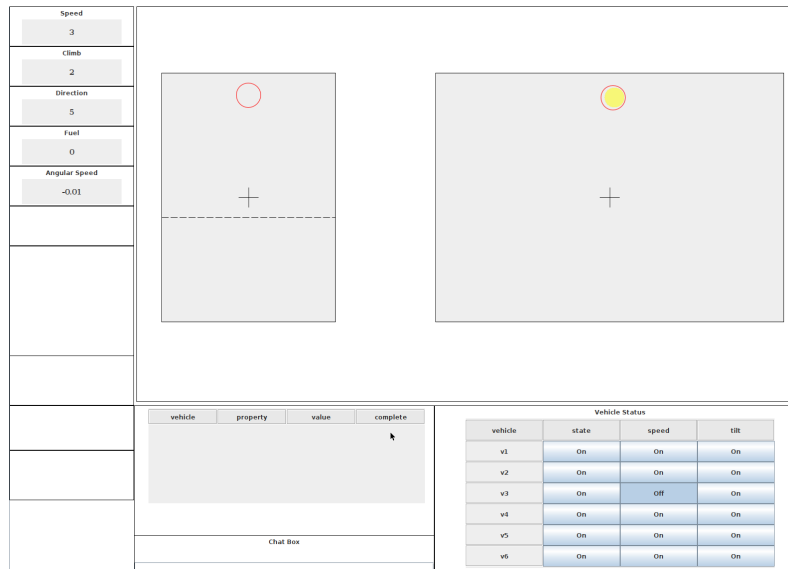 Speed
3
Climb
2
Direction
5
Fuel
0
Angular Speed
-0.01
vehicle property value complete
Chat Box
Vehicle Status
vehicle state speed tilt
v1 On On On
v2 On On On
v3 On Off On
v4 On On On
v5 On On On
v6 On On On